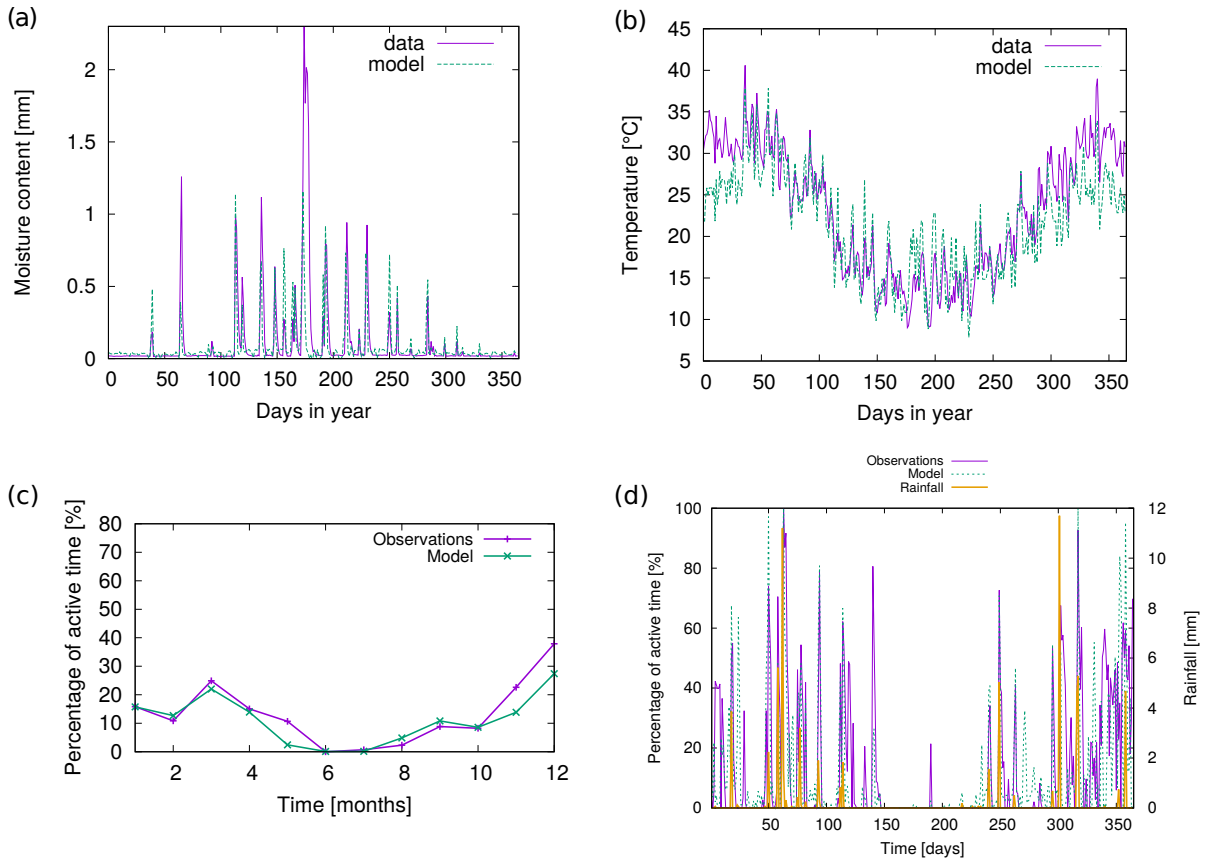 (a)
data
model
2
1.5
1
0.5
0
Moisture content [mm]
0 50 100 150 200 250 300 350
Days in year
(b)
data
model
45
40
35
30
25
20
15
10
5
Temperature [°C]
0 50 100 150 200 250 300 350
Days in year
(c)
Observations
Model
80
70
60
50
40
30
20
10
0
Percentage of active time [%]
2 4 6 8 10 12
Time [months]
(d)
Observations
Model
Rainfall
100
80
60
40
20
0
Percentage of active time [%]
12
10
8
6
4
2
0
Rainfall [mm]
50 100 150 200 250 300 350
Time [days]